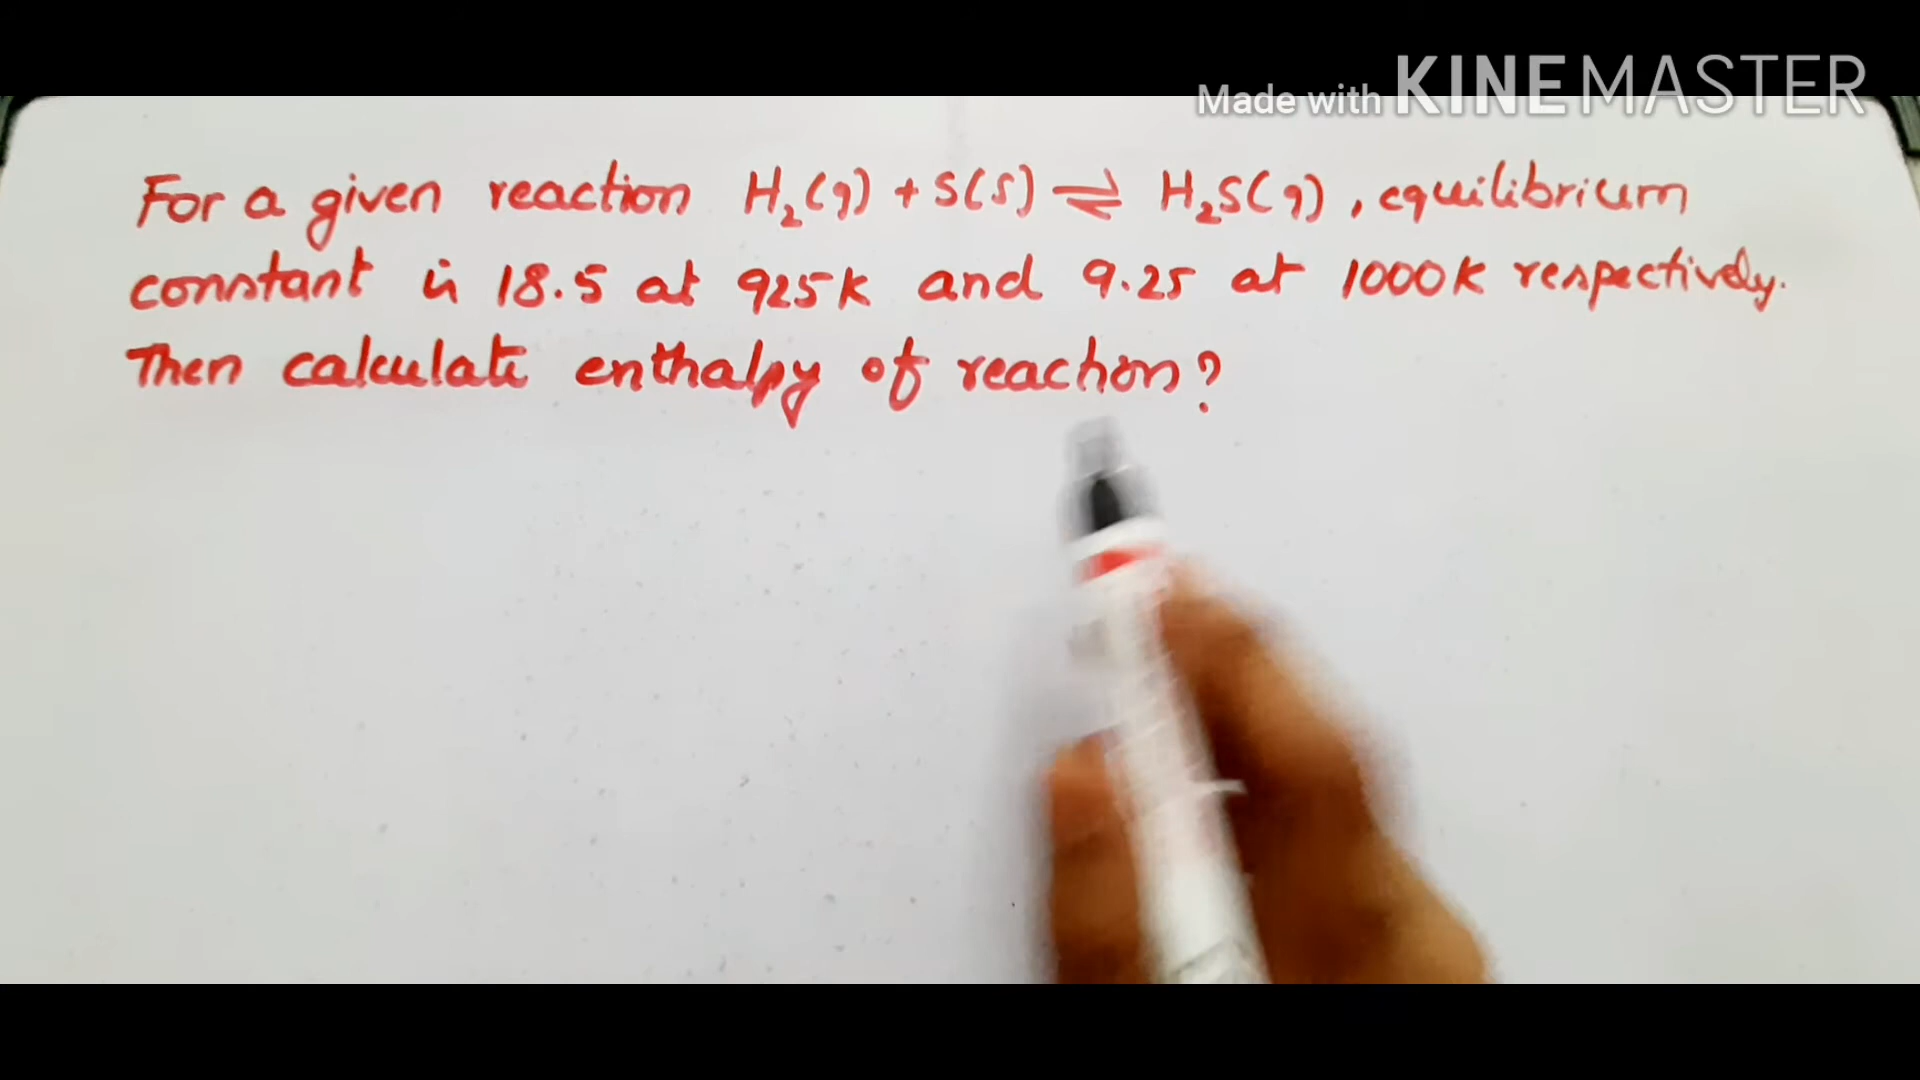 Made with KINEMASTER
For a given reaction H₂(g) + S(s) ⇌ H₂S(g), equilibrium
constant is 18.5 at 925K and 9.25 at 1000K respectively.
Then calculate enthalpy of reaction?